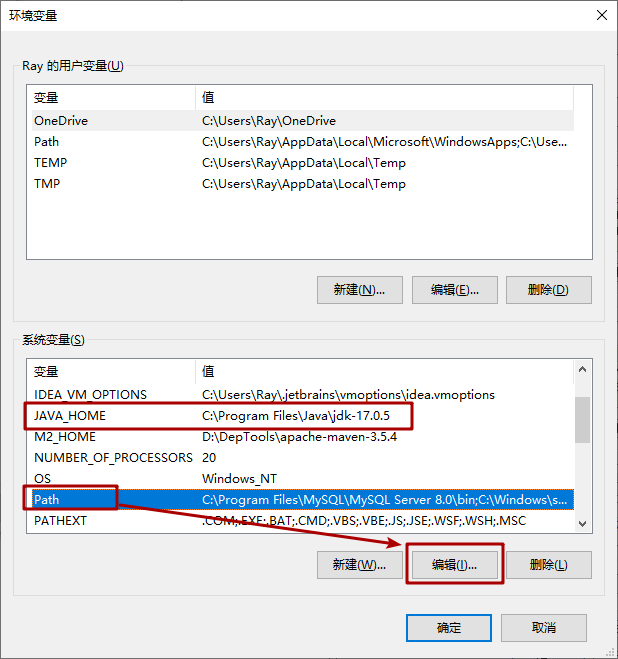 环境变量
Ray 的用户变量(U)
变量 值
OneDrive C:\Users\Ray\OneDrive
Path C:\Users\Ray\AppData\Local\Microsoft\WindowsApps;C:\Use...
TEMP C:\Users\Ray\AppData\Local\Temp
TMP C:\Users\Ray\AppData\Local\Temp
新建(N)... 编辑(E)... 删除(D)
系统变量(S)
变量 值
IDEA_VM_OPTIONS C:\Users\Ray\.jetbrains\vmoptions\idea.vmoptions
JAVA_HOME C:\Program Files\Java\jdk-17.0.5
M2_HOME D:\DepTools\apache-maven-3.5.4
NUMBER_OF_PROCESSORS 20
OS Windows_NT
Path C:\Program Files\MySQL\MySQL Server 8.0\bin;C:\Windows\s...
PATHEXT .COM;.EXE;.BAT;.CMD;.VBS;.VBE;.JS;.JSE;.WSF;.WSH;.MSC
新建(W)... 编辑(I)... 删除(L)
确定 取消